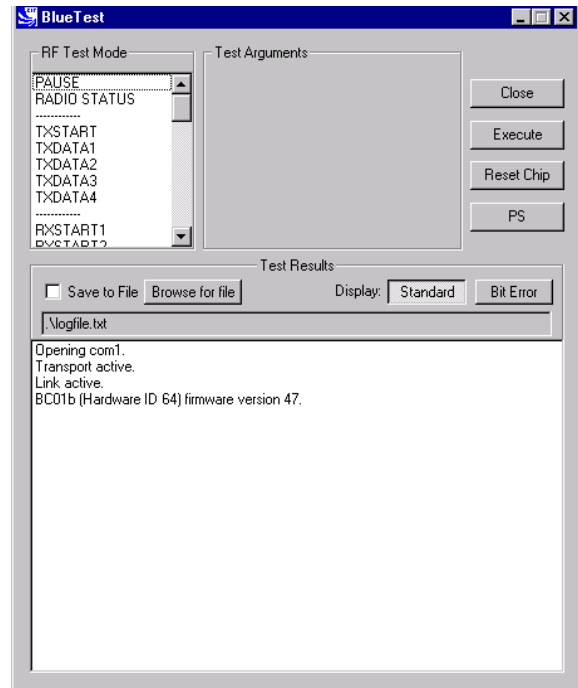 BlueTest
RF Test Mode
PAUSE
RADIO STATUS
-----------
TXSTART
TXDATA1
TXDATA2
TXDATA3
TXDATA4
-----------
RXSTART1
RXSTART2
Test Arguments
Close
Execute
Reset Chip
PS
Test Results
Save to File
Browse for file
Display:
Standard
Bit Error
.\logfile.txt
Opening com1.
Transport active.
Link active.
BC01b (Hardware ID 64) firmware version 47.